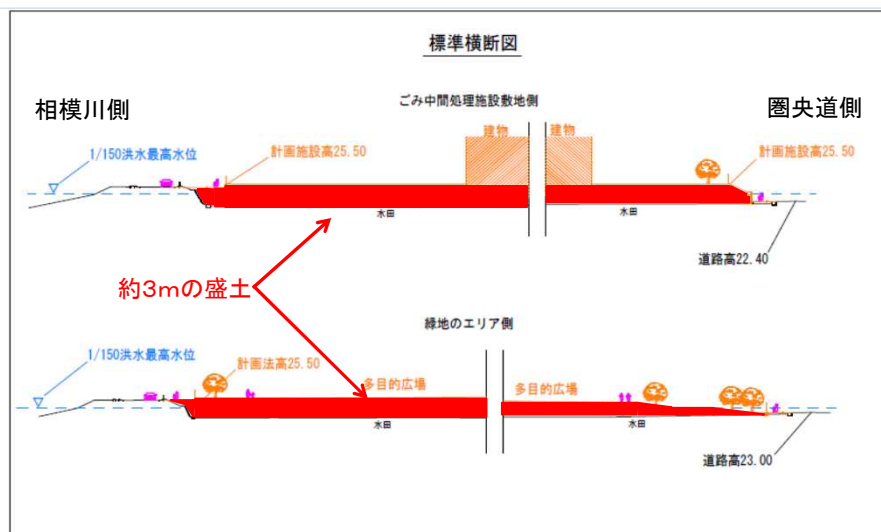 標準横断図
相模川側
ごみ中間処理施設敷地側
圏央道側
建物
建物
1/150洪水最高水位
計画施設高25.50
計画施設高25.50
水田
水田
道路高22.40
約3mの盛土
緑地のエリア側
1/150洪水最高水位
計画法高25.50
多目的広場
多目的広場
水田
水田
道路高23.00